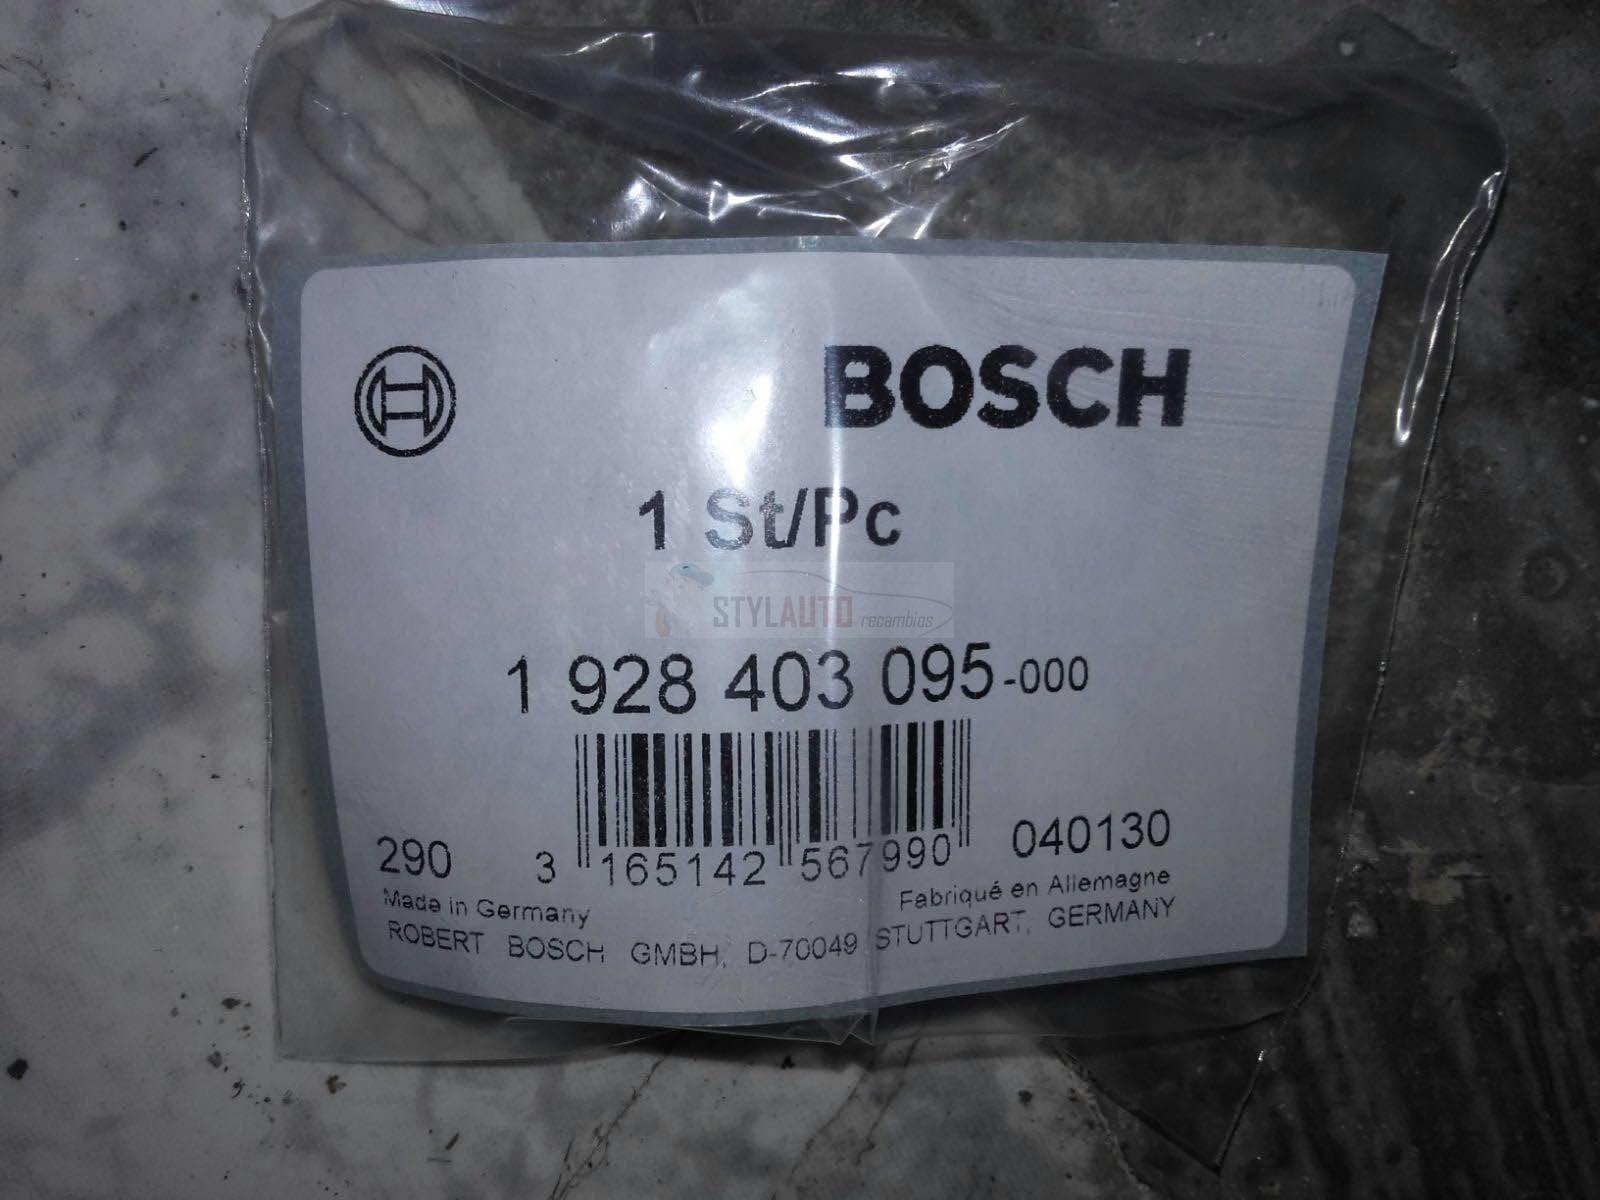 BOSCH
1 St/Pc
STYLAUTO recambios
1 928 403 095-000
290 3 165142 567990 040130
Made in Germany Fabriqué en Allemagne
ROBERT BOSCH GMBH, D-70049 STUTTGART, GERMANY